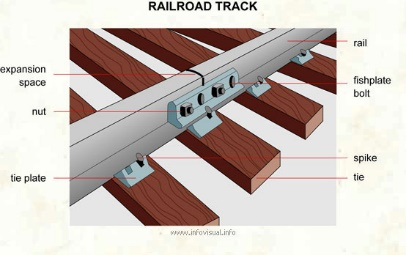 RAILROAD TRACK
expansion
space
nut
tie plate
rail
fishplate
bolt
spike
tie
www.infovisual.info